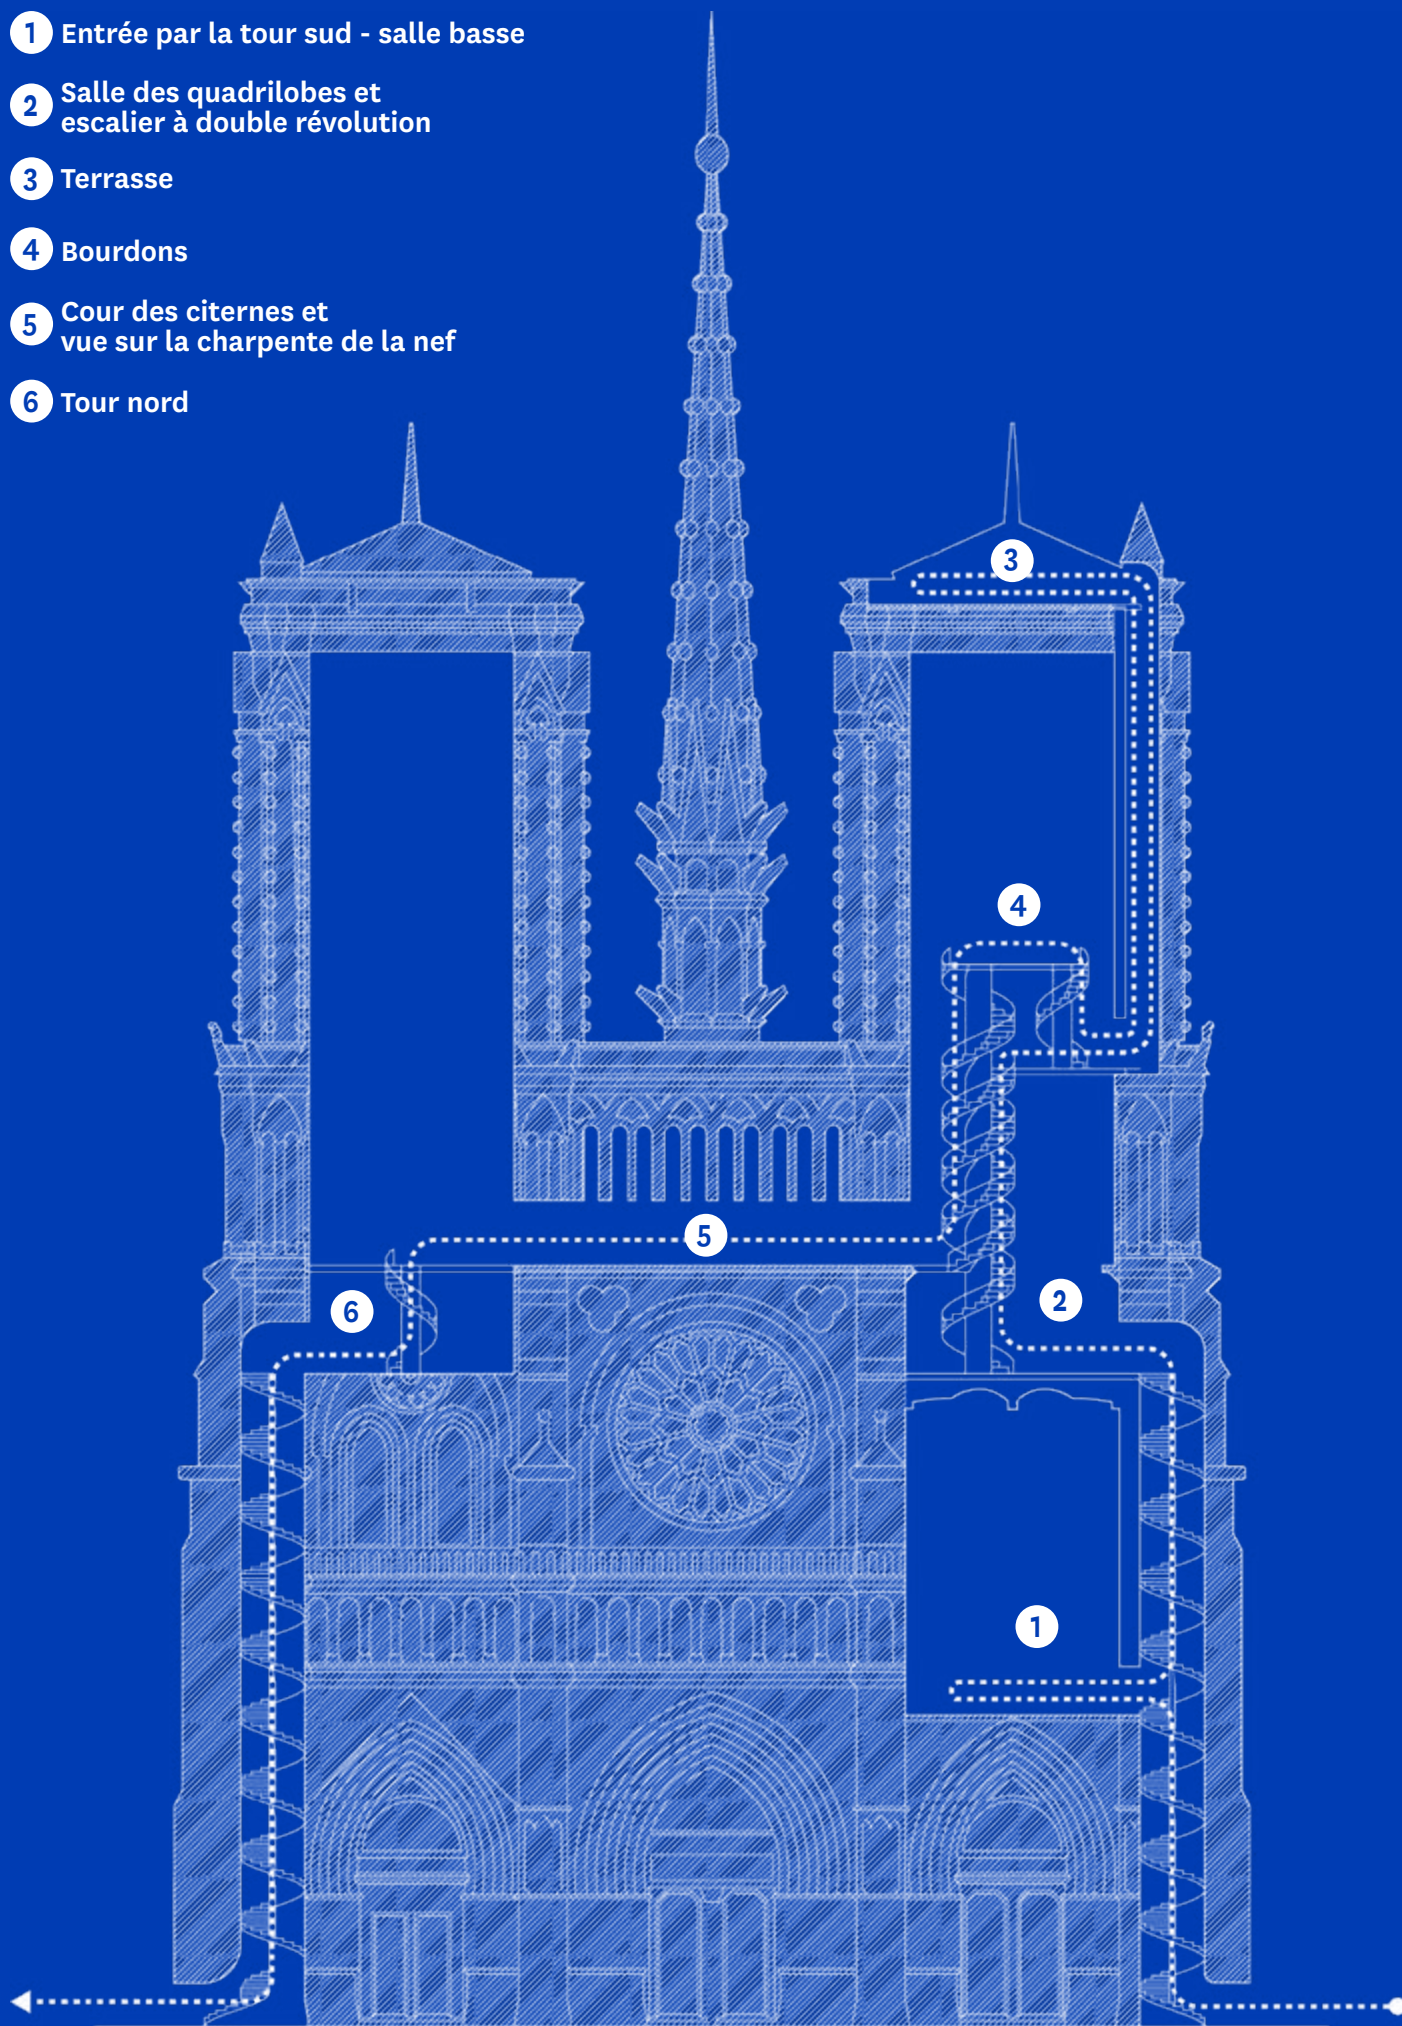 1 Entrée par la tour sud - salle basse
2 Salle des quadrilobes et
escalier à double révolution
3 Terrasse
4 Bourdons
5 Cour des citernes et
vue sur la charpente de la nef
6 Tour nord
3
4
5
6
2
1